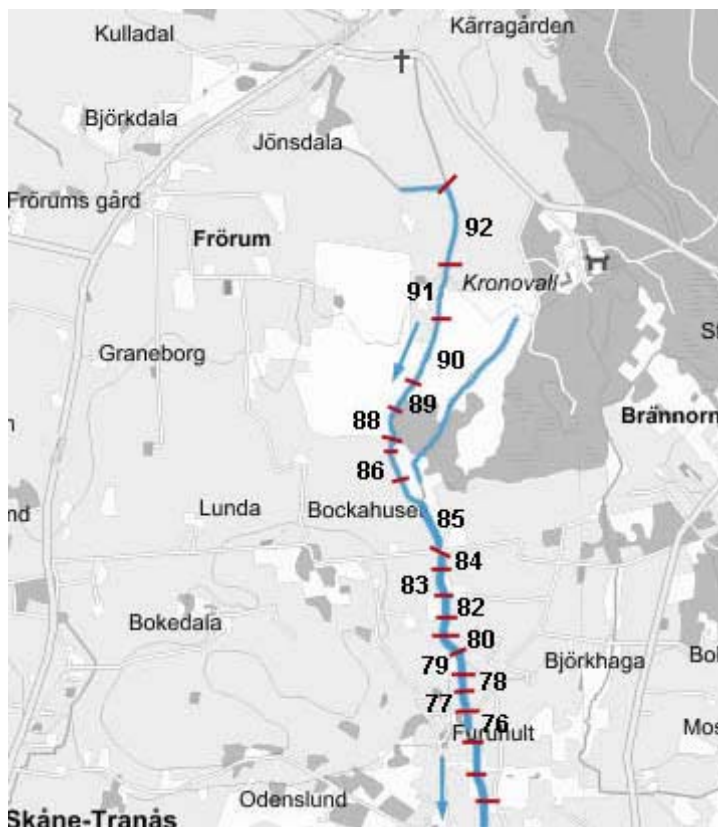 Kulladal
Kärragården
Björkdala
Jönsdala
Frörums gård
Frörum
92
Kronovall
91
90
Graneborg
89
88
Brännorn
86
Lunda
Bockahuset
85
84
83
82
Bokedala
80
79
Björkhaga
78
77
76
Furuhult
Mos
Odenslund
Skåne-Tranås